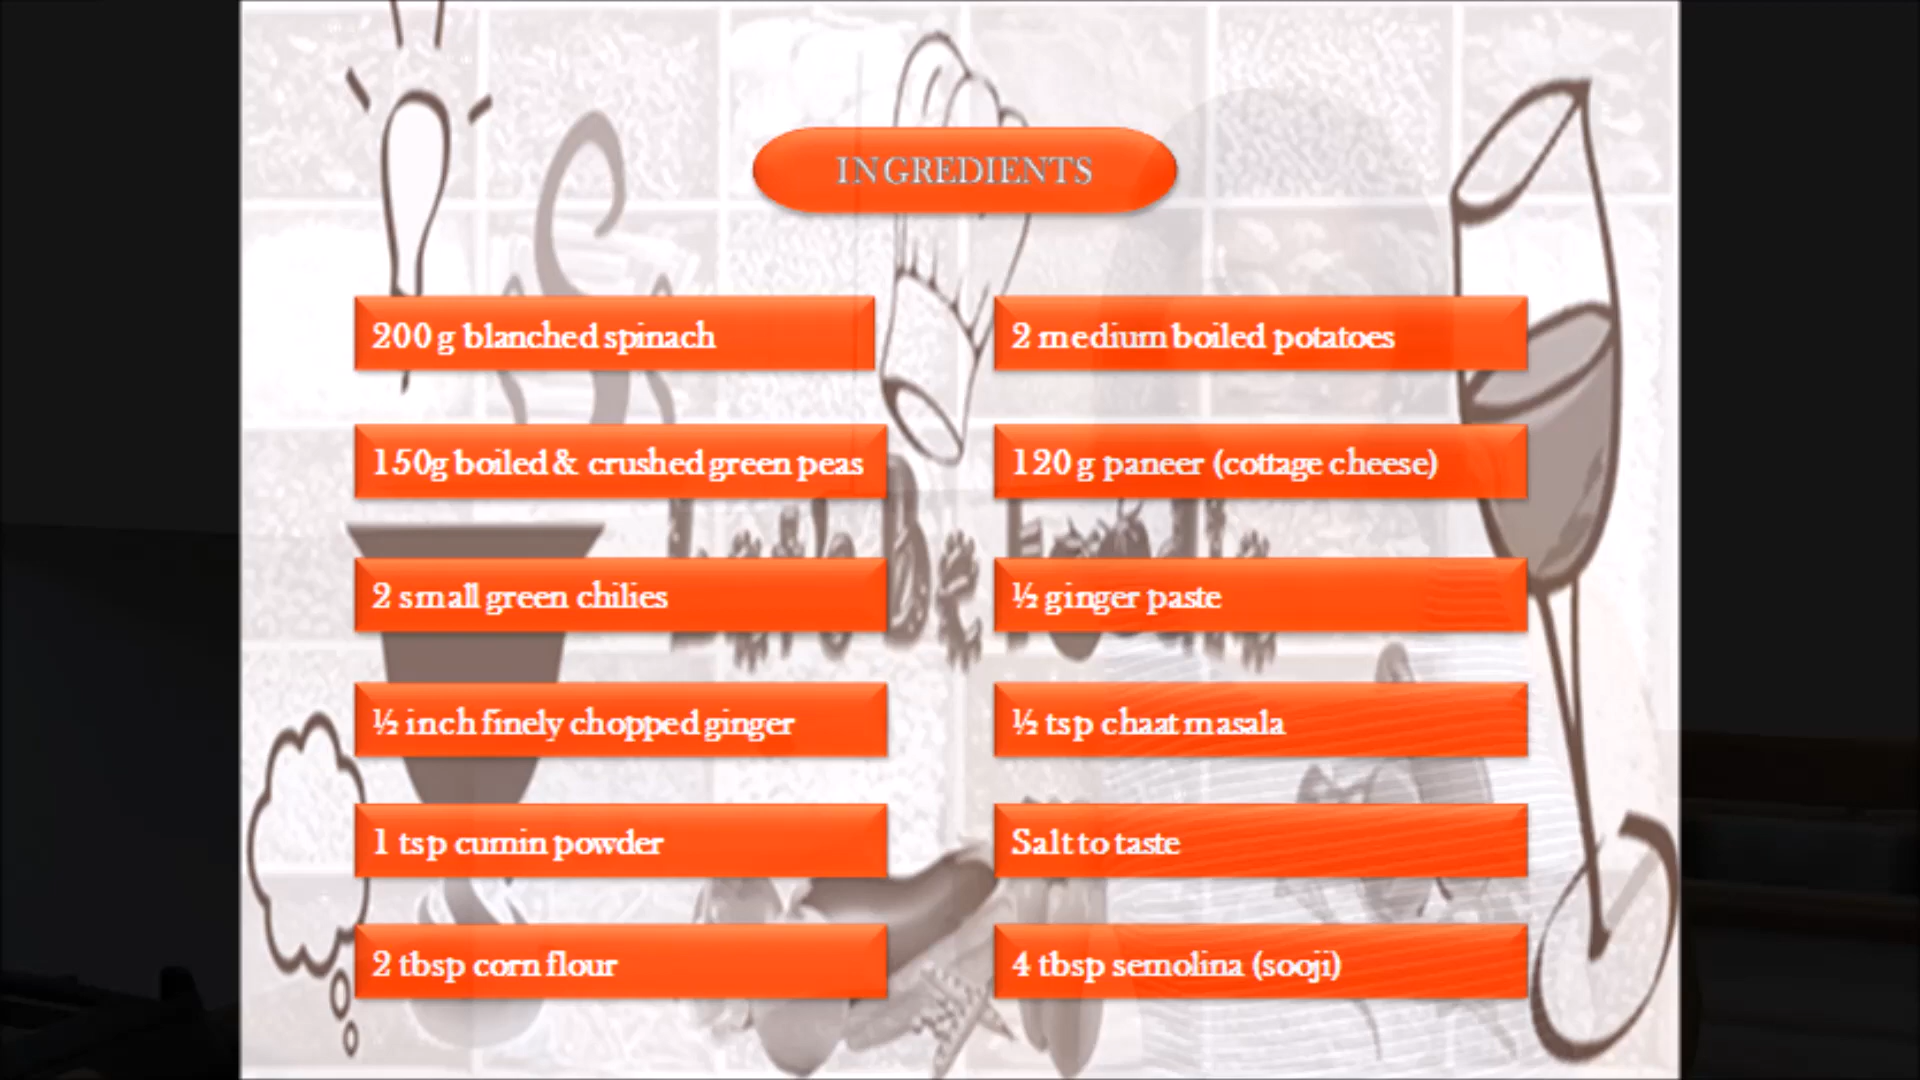 INGREDIENTS
200 g blanched spinach
2 medium boiled potatoes
150g boiled & crushed green peas
120 g paneer (cottage cheese)
2 small green chilies
½ ginger paste
½ inch finely chopped ginger
½ tsp chaat masala
1 tsp cumin powder
Salt to taste
2 tbsp corn flour
4 tbsp semolina (sooji)